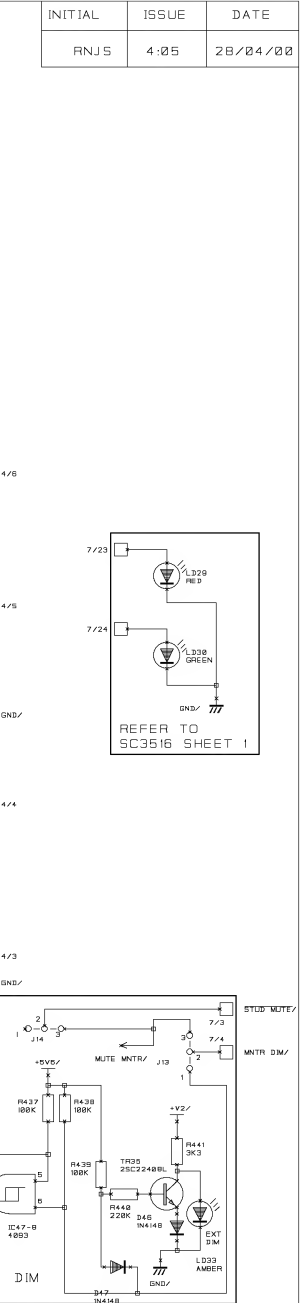 INITIAL ISSUE DATE
RNJS 4:05 28/04/00
4/6
7/23
LD29
RED
4/5
7/24
LD30
GREEN
GND/
GND/
REFER TO
SC3516 SHEET 1
4/4
4/3
GND/
STUD MUTE/
7/3
1 2 3
J14
MUTE MNTR/
J13
3
2
1
7/4
MNTR DIM/
+5V6/
+V2/
R437
100K
R438
100K
R439
100K
TR35
2SC2240BL
R441
3K3
R440
220K
D46
1N4148
5
6
IC47-B
4093
EXT
DIM
LD33
AMBER
GND/
DIM
D47
1N4148